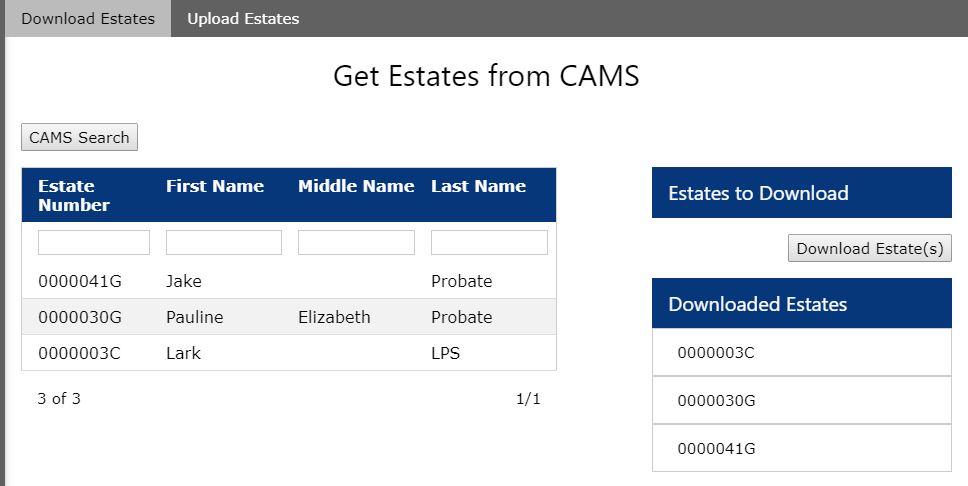 Download Estates Upload Estates
Get Estates from CAMS
CAMS Search
Estate Number First Name Middle Name Last Name
0000041G Jake Probate
0000030G Pauline Elizabeth Probate
0000003C Lark LPS
3 of 3 1/1
Estates to Download
Download Estate(s)
Downloaded Estates
0000003C
0000030G
0000041G